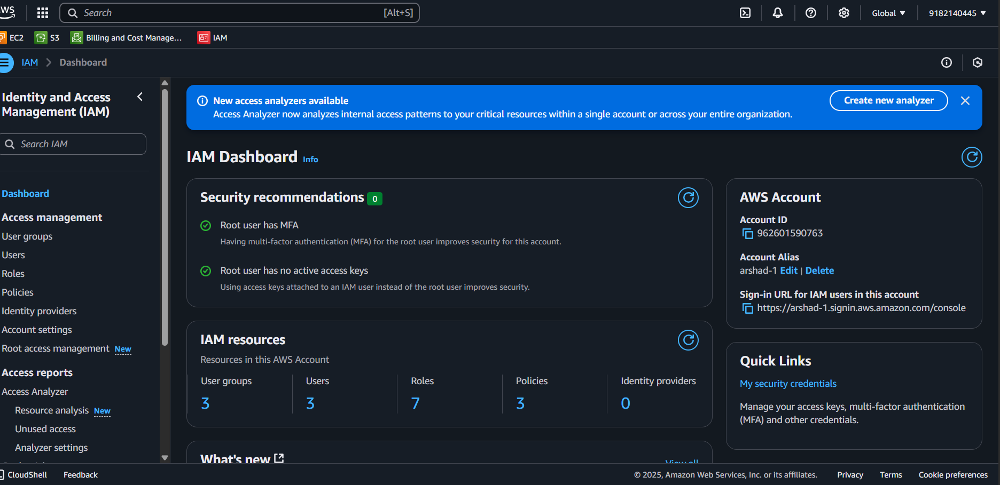 aws
Search [Alt+S]
Global
9182140445
EC2
S3
Billing and Cost Manage...
IAM
IAM
Dashboard
Identity and Access
Management (IAM)
Search IAM
Dashboard
Access management
User groups
Users
Roles
Policies
Identity providers
Account settings
Root access management New
Access reports
Access Analyzer
Resource analysis New
Unused access
Analyzer settings
New access analyzers available
Access Analyzer now analyzes internal access patterns to your critical resources within a single account or across your entire organization.
Create new analyzer
IAM Dashboard Info
Security recommendations 0
Root user has MFA
Having multi-factor authentication (MFA) for the root user improves security for this account.
Root user has no active access keys
Using access keys attached to an IAM user instead of the root user improves security.
IAM resources
Resources in this AWS Account
User groups
3
Users
3
Roles
7
Policies
3
Identity providers
0
What's new
View all
AWS Account
Account ID
962601590763
Account Alias
arshad-1 Edit | Delete
Sign-in URL for IAM users in this account
https://arshad-1.signin.aws.amazon.com/console
Quick Links
My security credentials
Manage your access keys, multi-factor authentication
(MFA) and other credentials.
CloudShell
Feedback
© 2025, Amazon Web Services, Inc. or its affiliates.
Privacy
Terms
Cookie preferences